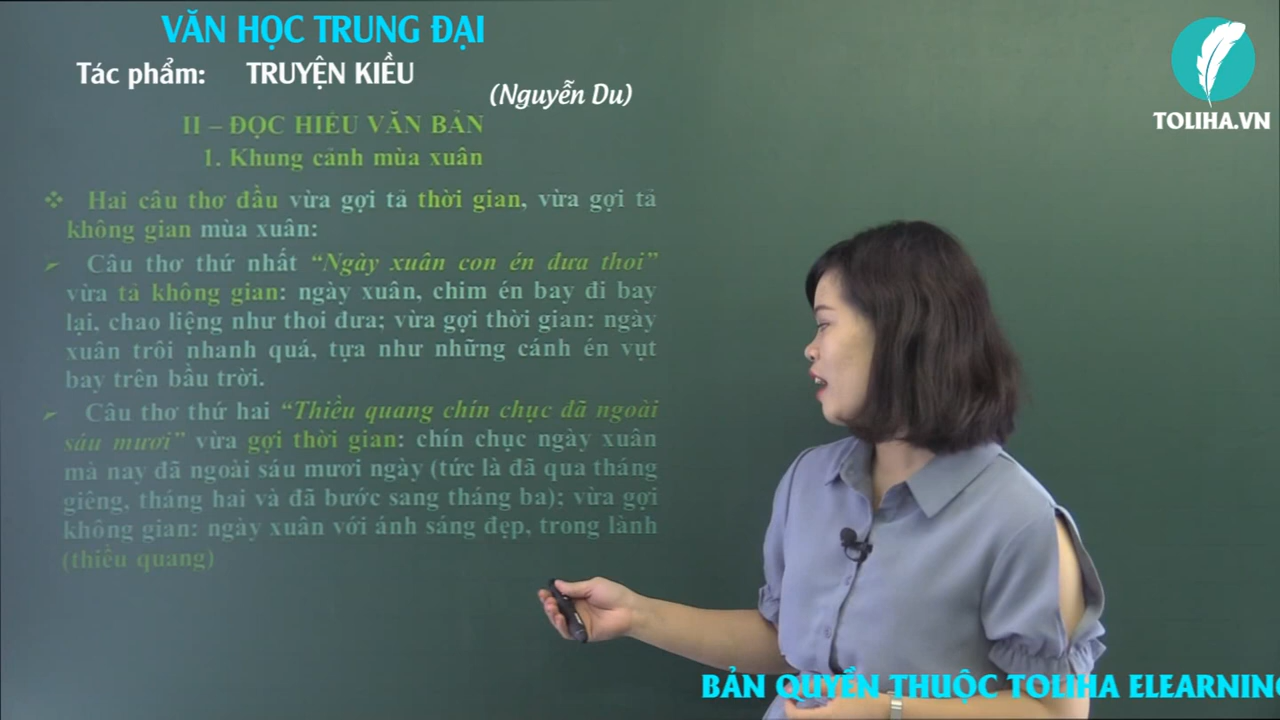 VĂN HỌC TRUNG ĐẠI
Tác phẩm: TRUYỆN KIỀU
(Nguyễn Du)
TOLIHA.VN
II – ĐỌC HIỂU VĂN BẢN
1. Khung cảnh mùa xuân
❖ Hai câu thơ đầu vừa gợi tả thời gian, vừa gợi tả
không gian mùa xuân:
➢ Câu thơ thứ nhất “Ngày xuân con én đưa thoi”
vừa tả không gian: ngày xuân, chim én bay đi bay
lại, chao liệng như thoi đưa; vừa gợi thời gian: ngày
xuân trôi nhanh quá, tựa như những cánh én vụt
bay trên bầu trời.
➢ Câu thơ thứ hai “Thiều quang chín chục đã ngoài
sáu mươi” vừa gợi thời gian: chín chục ngày xuân
mà nay đã ngoài sáu mươi ngày (tức là đã qua tháng
giêng, tháng hai và đã bước sang tháng ba); vừa gợi
không gian: ngày xuân với ánh sáng đẹp, trong lành
(thiều quang)
BẢN QUYỀN THUỘC TOLIHA ELEARNING